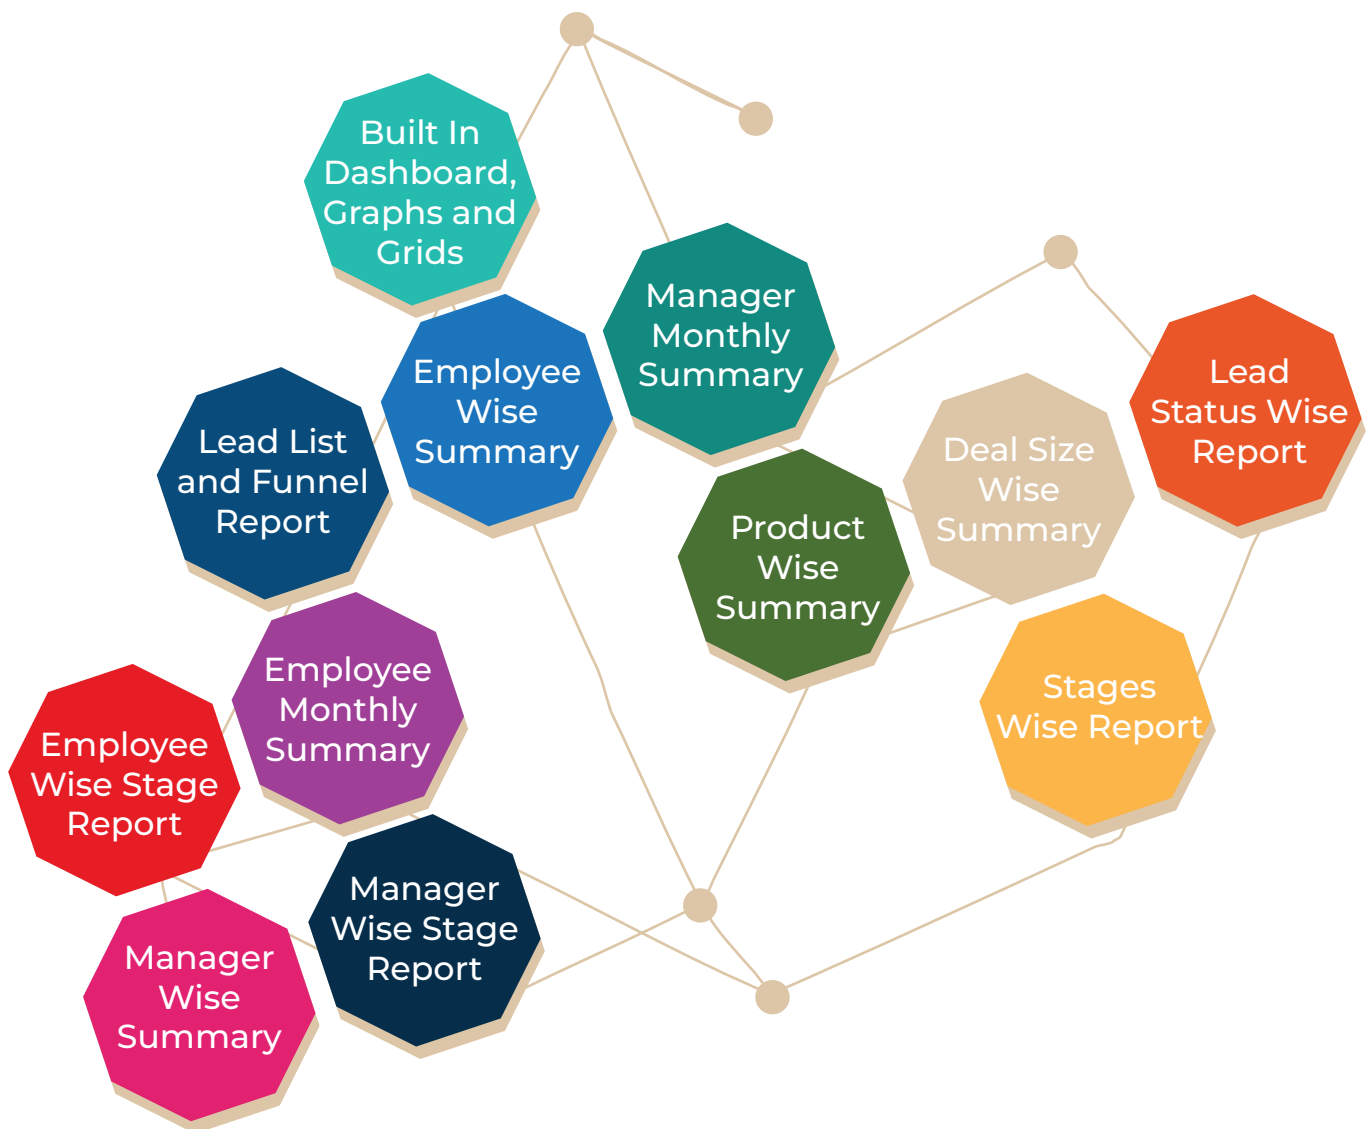 Built In
Dashboard,
Graphs and
Grids
Manager
Monthly
Summary
Employee
Wise
Summary
Lead
Status Wise
Report
Lead List
and Funnel
Report
Deal Size
Wise
Summary
Product
Wise
Summary
Employee
Monthly
Summary
Stages
Wise Report
Employee
Wise Stage
Report
Manager
Wise Stage
Report
Manager
Wise
Summary